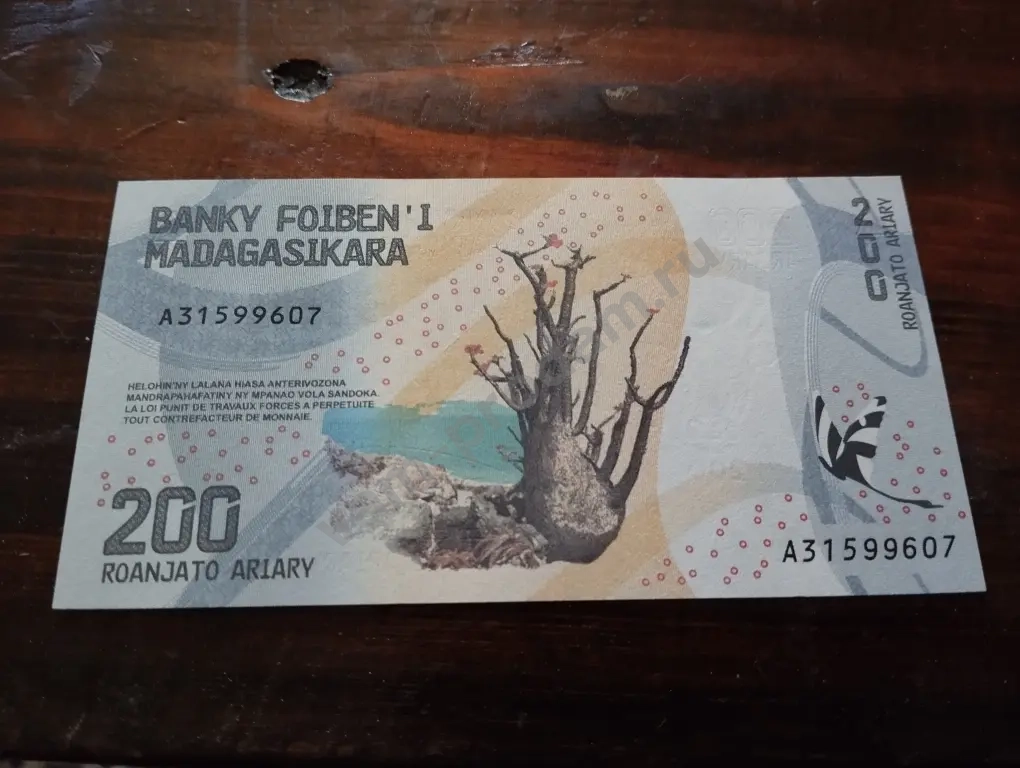 BANKY FOIBEN'I
MADAGASIKARA
A31599607
HELOHIN'NY LALANA HIASA ANTERIVOZONA
MANDRAPAHAFATINY NY MPANAO VOLA SANDOKA.
LA LOI PUNIT DE TRAVAUX FORCES A PERPETUITE
TOUT CONTREFACTEUR DE MONNAIE.
200
ROANJATO ARIARY
200
ROANJATO ARIARY
A31599607